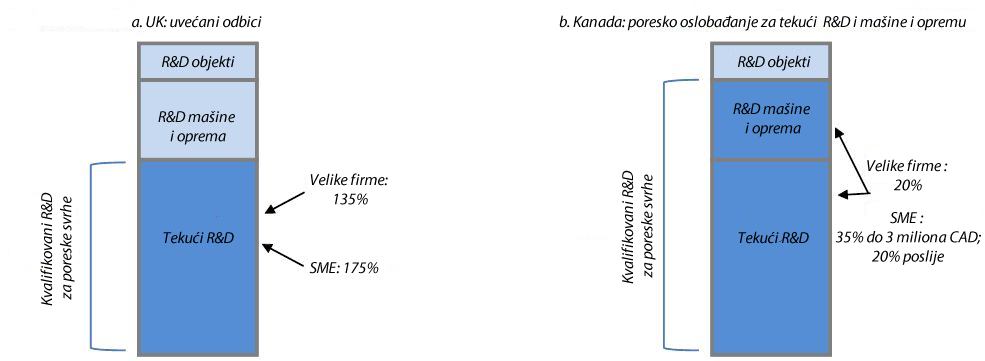 a. UK: uvećani odbici
R&D objekti
R&D mašine
i oprema
Kvalifikovani R&D
za poreske svrhe
Tekući R&D
Velike firme:
135%
SME: 175%
b. Kanada: poresko oslobađanje za tekući R&D i mašine i opremu
R&D objekti
R&D mašine
i oprema
Kvalifikovani R&D
za poreske svrhe
Tekući R&D
Velike firme :
20%
SME :
35% do 3 miliona CAD;
20% poslije